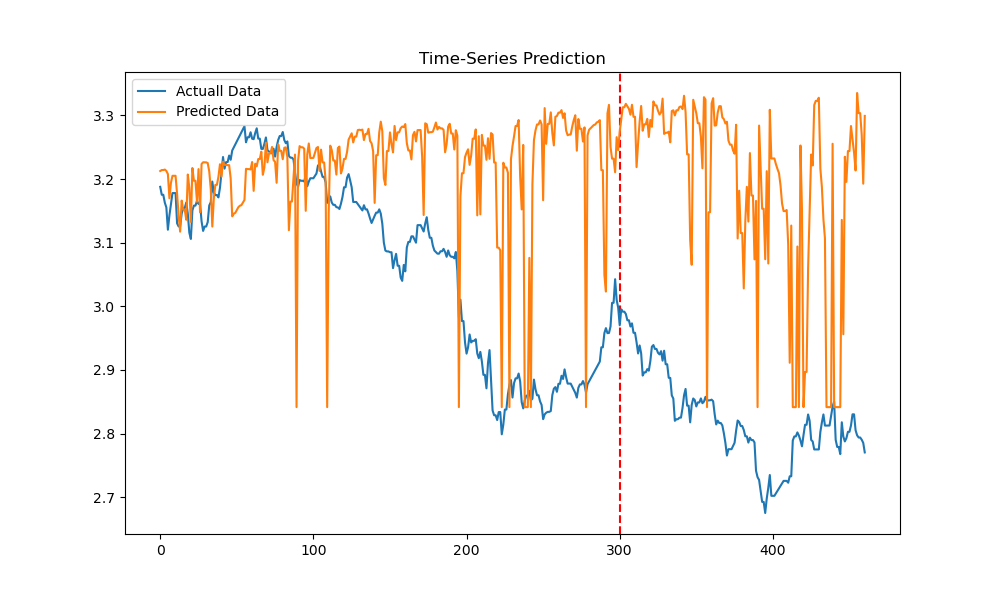 Time-Series Prediction
Actuall Data
Predicted Data
3.3
3.2
3.1
3.0
2.9
2.8
2.7
0 100 200 300 400